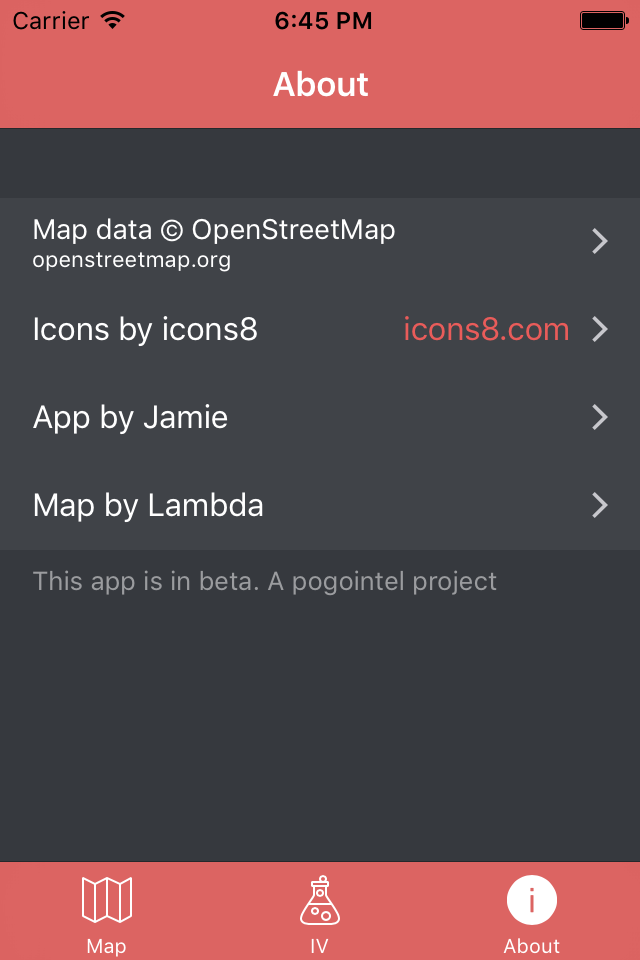 Carrier 6:45 PM
About
Map data © OpenStreetMap
openstreetmap.org
Icons by icons8 icons8.com
App by Jamie
Map by Lambda
This app is in beta. A pogointel project
i
Map IV About